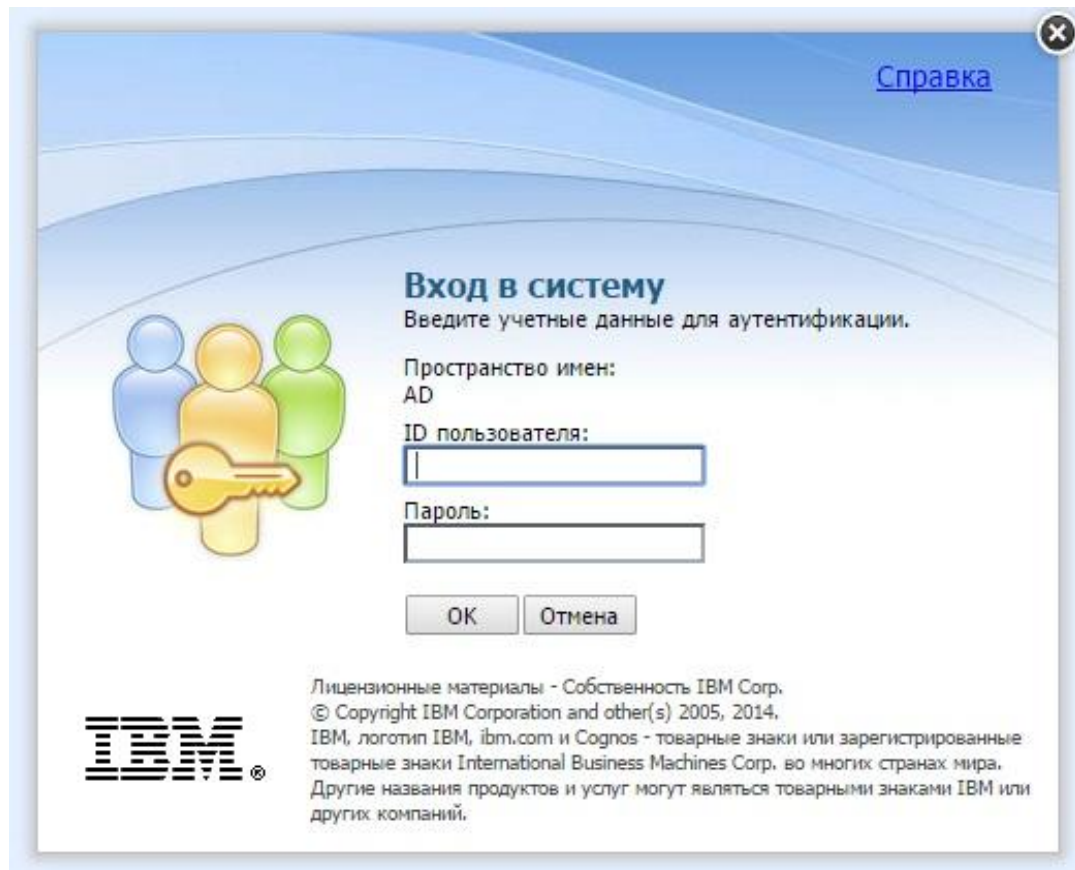 Справка
Вход в систему
Введите учетные данные для аутентификации.
Пространство имен:
AD
ID пользователя:
Пароль:
OK Отмена
Лицензионные материалы - Собственность IBM Corp.
© Copyright IBM Corporation and other(s) 2005, 2014.
IBM, логотип IBM, ibm.com и Cognos - товарные знаки или зарегистрированные
товарные знаки International Business Machines Corp. во многих странах мира.
Другие названия продуктов и услуг могут являться товарными знаками IBM или
других компаний.
IBM®